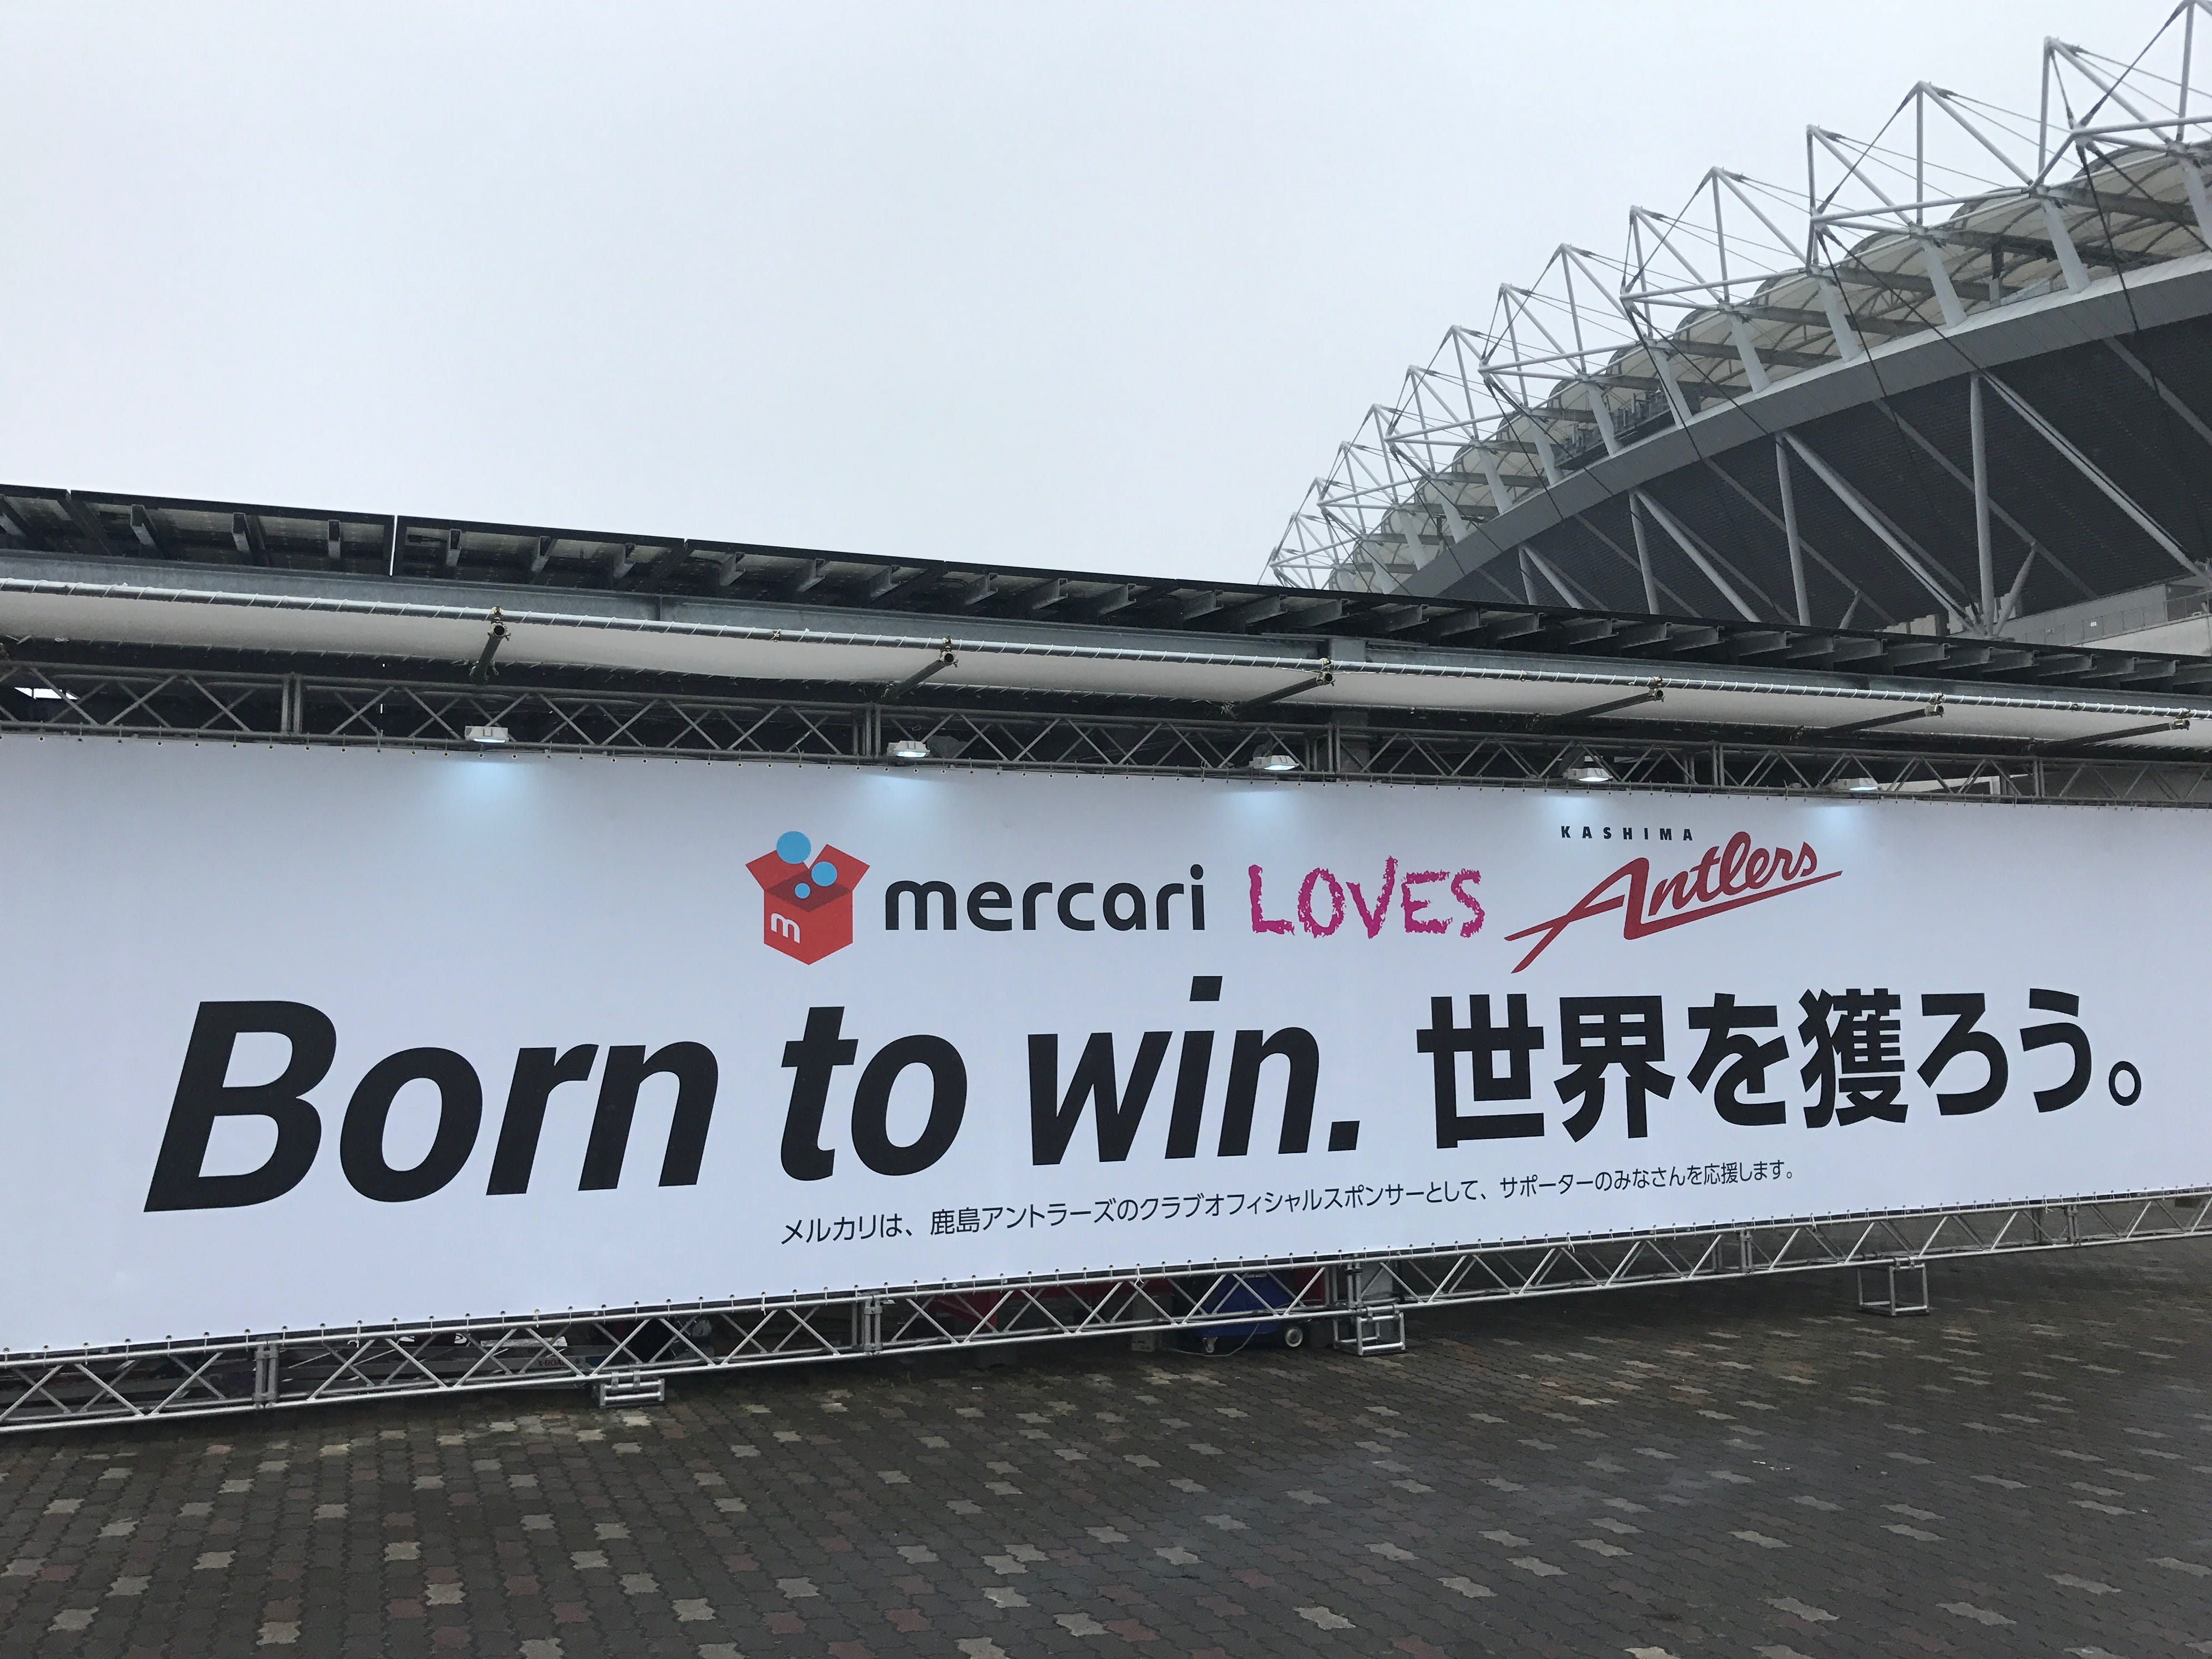 KASHIMA
m mercari LOVES Antlers
Born to win. 世界を獲ろう。
メルカリは、鹿島アントラーズのクラブオフィシャルスポンサーとして、サポーターのみなさんを応援します。